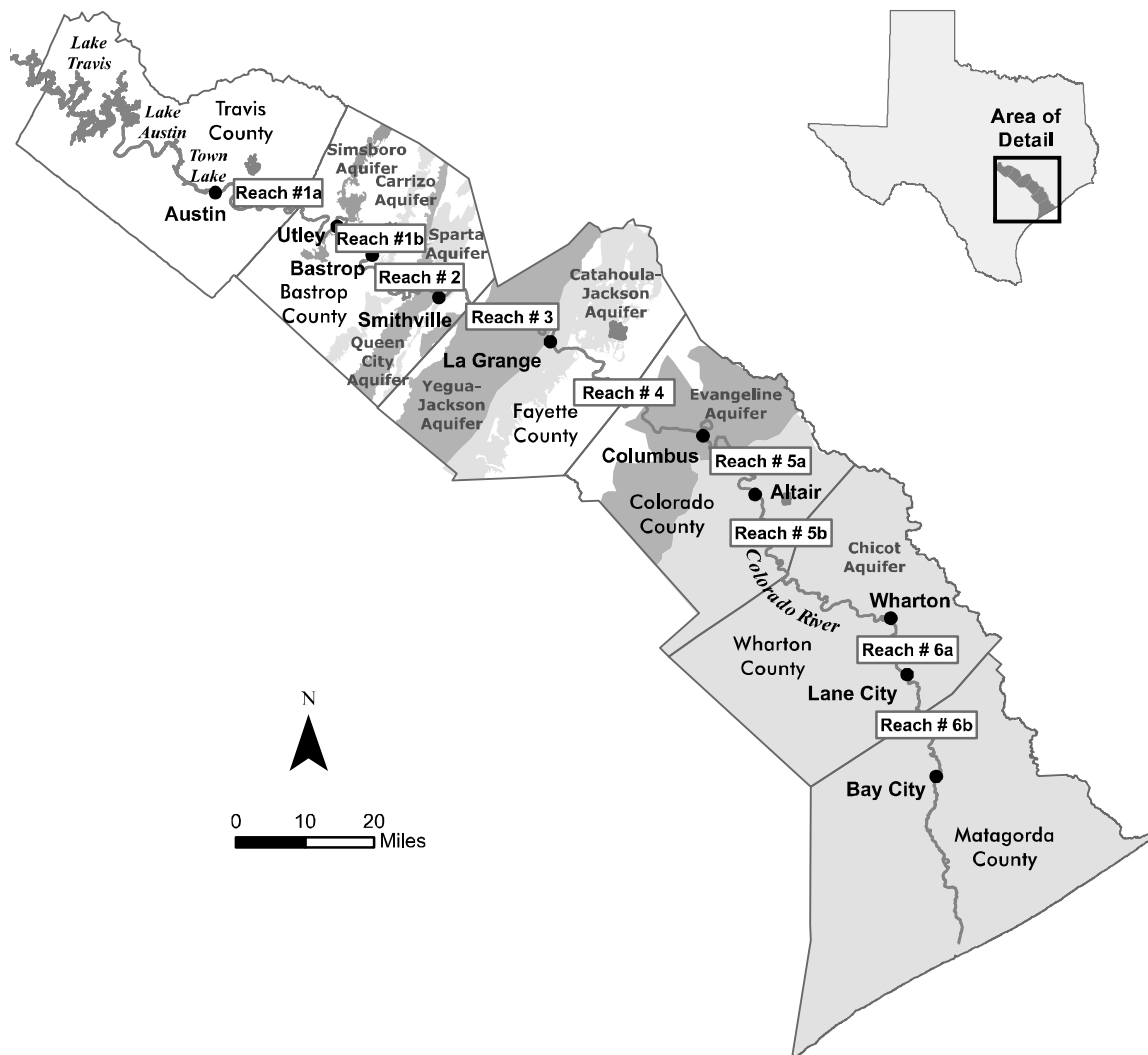 Lake
Travis
Lake
Austin
Travis
County
Town
Lake
Reach #1a
Austin
Simsboro
Aquifer
Carrizo
Aquifer
Utley
Reach #1b
Sparta
Aquifer
Bastrop
Reach # 2
Bastrop
County
Smithville
Queen
City
Aquifer
Reach # 3
Catahoula-
Jackson
Aquifer
La Grange
Yegua-
Jackson
Aquifer
Reach # 4
Fayette
County
Evangeline
Aquifer
Columbus
Reach # 5a
Altair
Colorado
County
Reach # 5b
Chicot
Aquifer
Colorado River
Wharton
Wharton
County
Reach # 6a
Lane City
Reach # 6b
Bay City
Matagorda
County
Area of
Detail
N
0 10 20
Miles